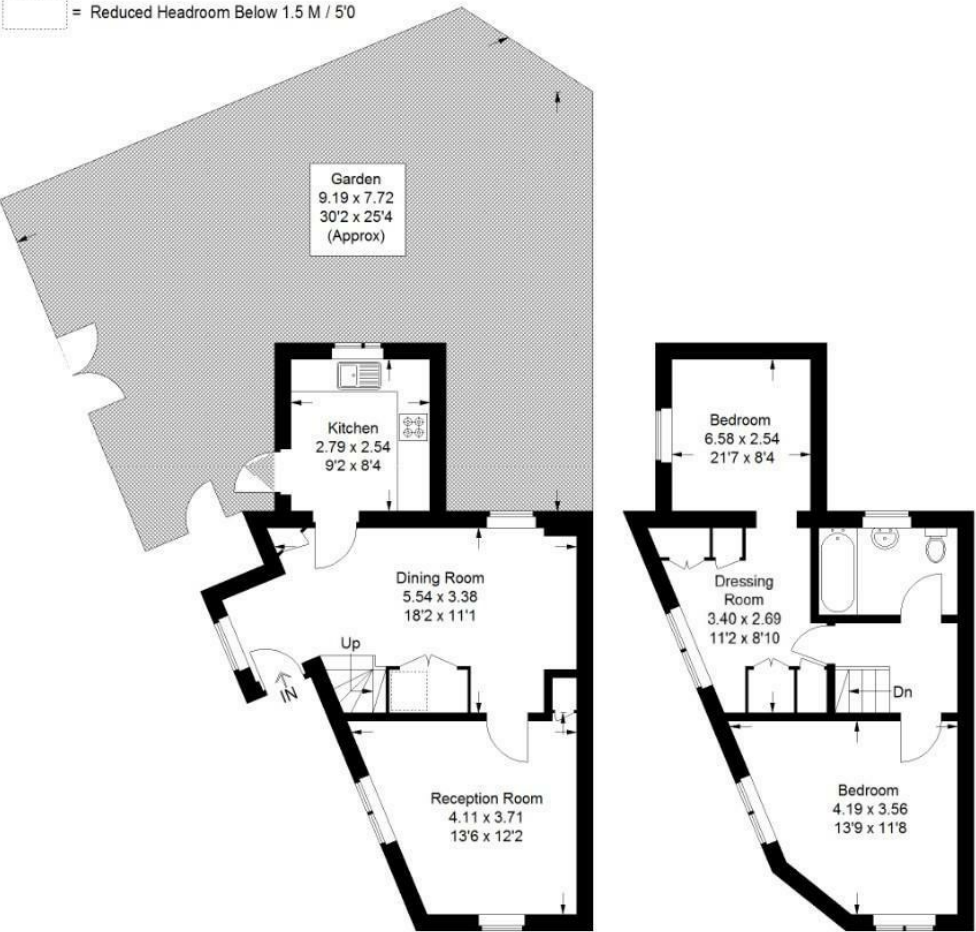 = Reduced Headroom Below 1.5 M / 5'0
Garden
9.19 x 7.72
30'2 x 25'4
(Approx)
Kitchen
2.79 x 2.54
9'2 x 8'4
Dining Room
5.54 x 3.38
18'2 x 11'1
Up
IN
Reception Room
4.11 x 3.71
13'6 x 12'2
Bedroom
6.58 x 2.54
21'7 x 8'4
Dressing
Room
3.40 x 2.69
11'2 x 8'10
Dn
Bedroom
4.19 x 3.56
13'9 x 11'8